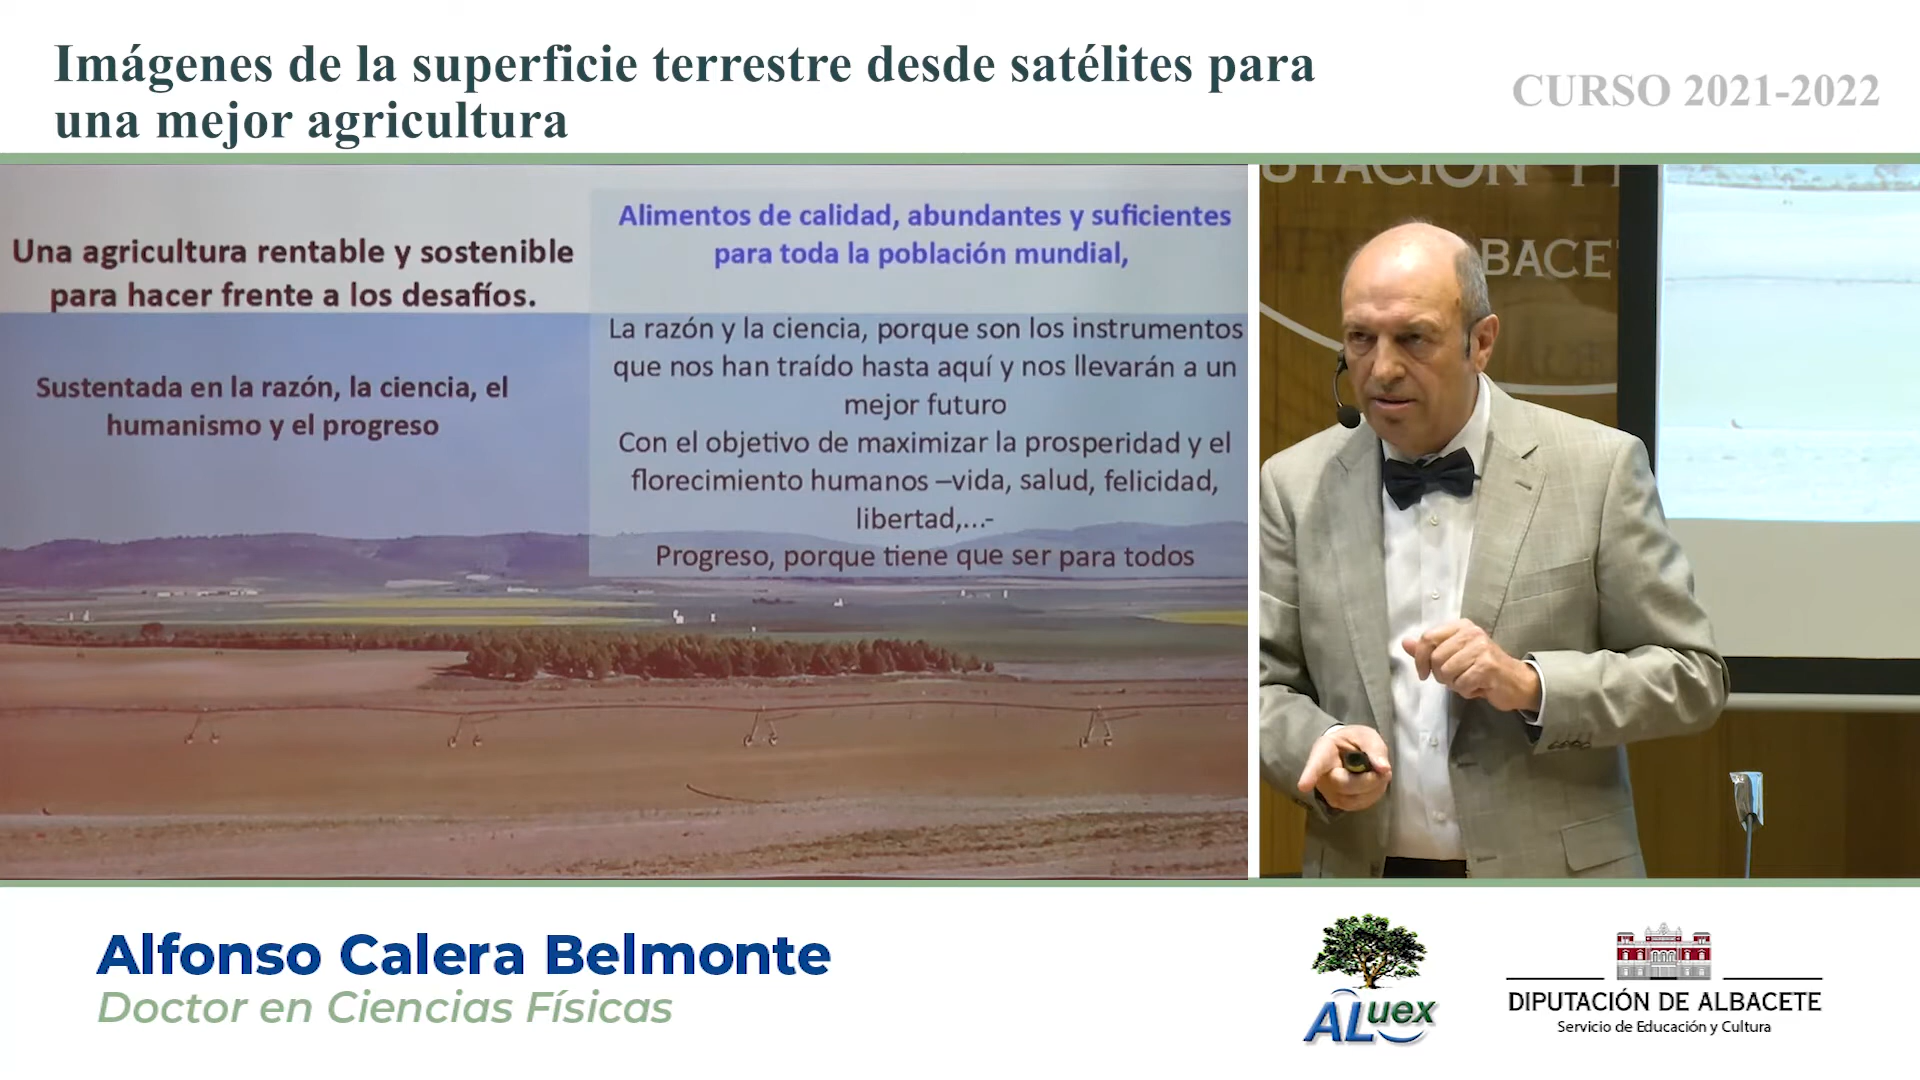 Imágenes de la superficie terrestre desde satélites para
una mejor agricultura
CURSO 2021-2022
Una agricultura rentable y sostenible
para hacer frente a los desafíos.
Sustentada en la razón, la ciencia, el
humanismo y el progreso
Alimentos de calidad, abundantes y suficientes
para toda la población mundial,
La razón y la ciencia, porque son los instrumentos
que nos han traído hasta aquí y nos llevarán a un
mejor futuro
Con el objetivo de maximizar la prosperidad y el
florecimiento humanos –vida, salud, felicidad,
libertad,...-
Progreso, porque tiene que ser para todos
Alfonso Calera Belmonte
Doctor en Ciencias Físicas
ALuex
DIPUTACIÓN DE ALBACETE
Servicio de Educación y Cultura